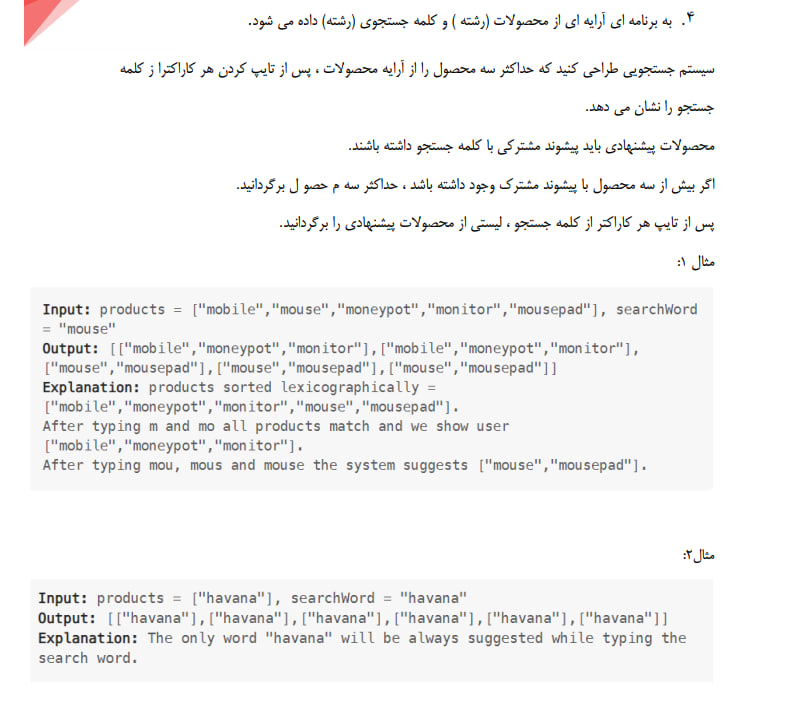 ۴. به برنامه ای آرایه ای از محصولات (رشته ) و کلمه جستجوی (رشته) داده می شود.
سیستم جستجویی طراحی کنید که حداکثر سه محصول را از آرایه محصولات ، پس از تایپ کردن هر کاراکترا ز کلمه
جستجو را نشان می دهد.
محصولات پیشنهادی باید پیشوند مشترکی با کلمه جستجو داشته باشند.
اگر بیش از سه محصول با پیشوند مشترک وجود داشته باشد ، حداکثر سه م حصو ل برگردانید.
پس از تایپ هر کاراکتر از کلمه جستجو ، لیستی از محصولات پیشنهادی را برگردانید.
مثال ۱:
Input: products = ["mobile","mouse","moneypot","monitor","mousepad"], searchWord
= "mouse"
Output: [["mobile","moneypot","monitor"],["mobile","moneypot","monitor"],
["mouse","mousepad"],["mouse","mousepad"],["mouse","mousepad"]]
Explanation: products sorted lexicographically =
["mobile","moneypot","monitor","mouse","mousepad"].
After typing m and mo all products match and we show user
["mobile","moneypot","monitor"].
After typing mou, mous and mouse the system suggests ["mouse","mousepad"].
مثال۲:
Input: products = ["havana"], searchWord = "havana"
Output: [["havana"],["havana"],["havana"],["havana"],["havana"],["havana"]]
Explanation: The only word "havana" will be always suggested while typing the
search word.